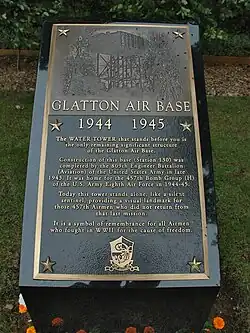 GLATTON AIR BASE
1944 1945
The WATER TOWER that stands before you is
the only remaining significant structure
of the Glatton Air Base.
Construction of this base (Station 130) was
completed by the 809th Engineer Battalion
(Aviation) of the United States Army in late
1943. It was home for the 457th Bomb Group (H)
of the U.S. Army Eighth Air Force in 1944-45.
Today this tower stands alone, like a silent
sentinel, providing a visual landmark for
those 457th Airmen who did not return from
that last mission.
It is a symbol of remembrance for all Airmen
who fought in WWII for the cause of freedom.